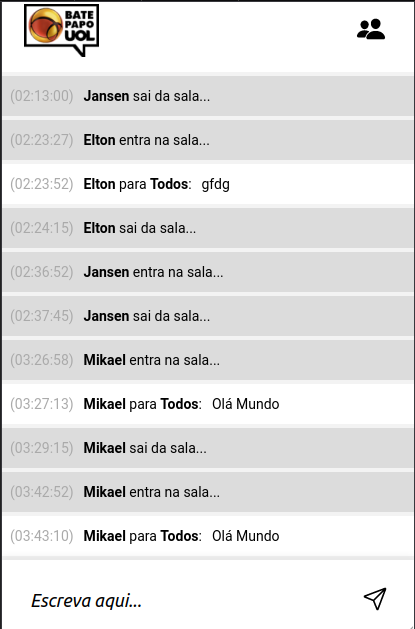 BATE
PAPO
UOL
(02:13:00) Jansen sai da sala...
(02:23:27) Elton entra na sala...
(02:23:52) Elton para Todos: gfdg
(02:24:15) Elton sai da sala...
(02:36:52) Jansen entra na sala...
(02:37:45) Jansen sai da sala...
(03:26:58) Mikael entra na sala...
(03:27:13) Mikael para Todos: Olá Mundo
(03:29:15) Mikael sai da sala...
(03:42:52) Mikael entra na sala...
(03:43:10) Mikael para Todos: Olá Mundo
Escreva aqui...